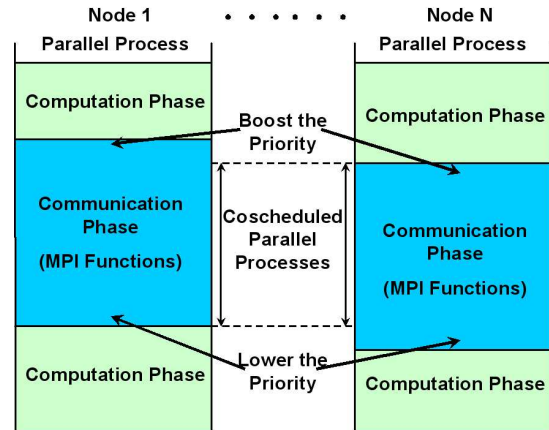 Node 1
. . . . . .
Node N
Parallel Process
Parallel Process
Computation Phase
Computation Phase
Boost the
Priority
Communication
Phase
(MPI Functions)
Coscheduled
Parallel
Processes
Communication
Phase
(MPI Functions)
Lower the
Priority
Computation Phase
Computation Phase